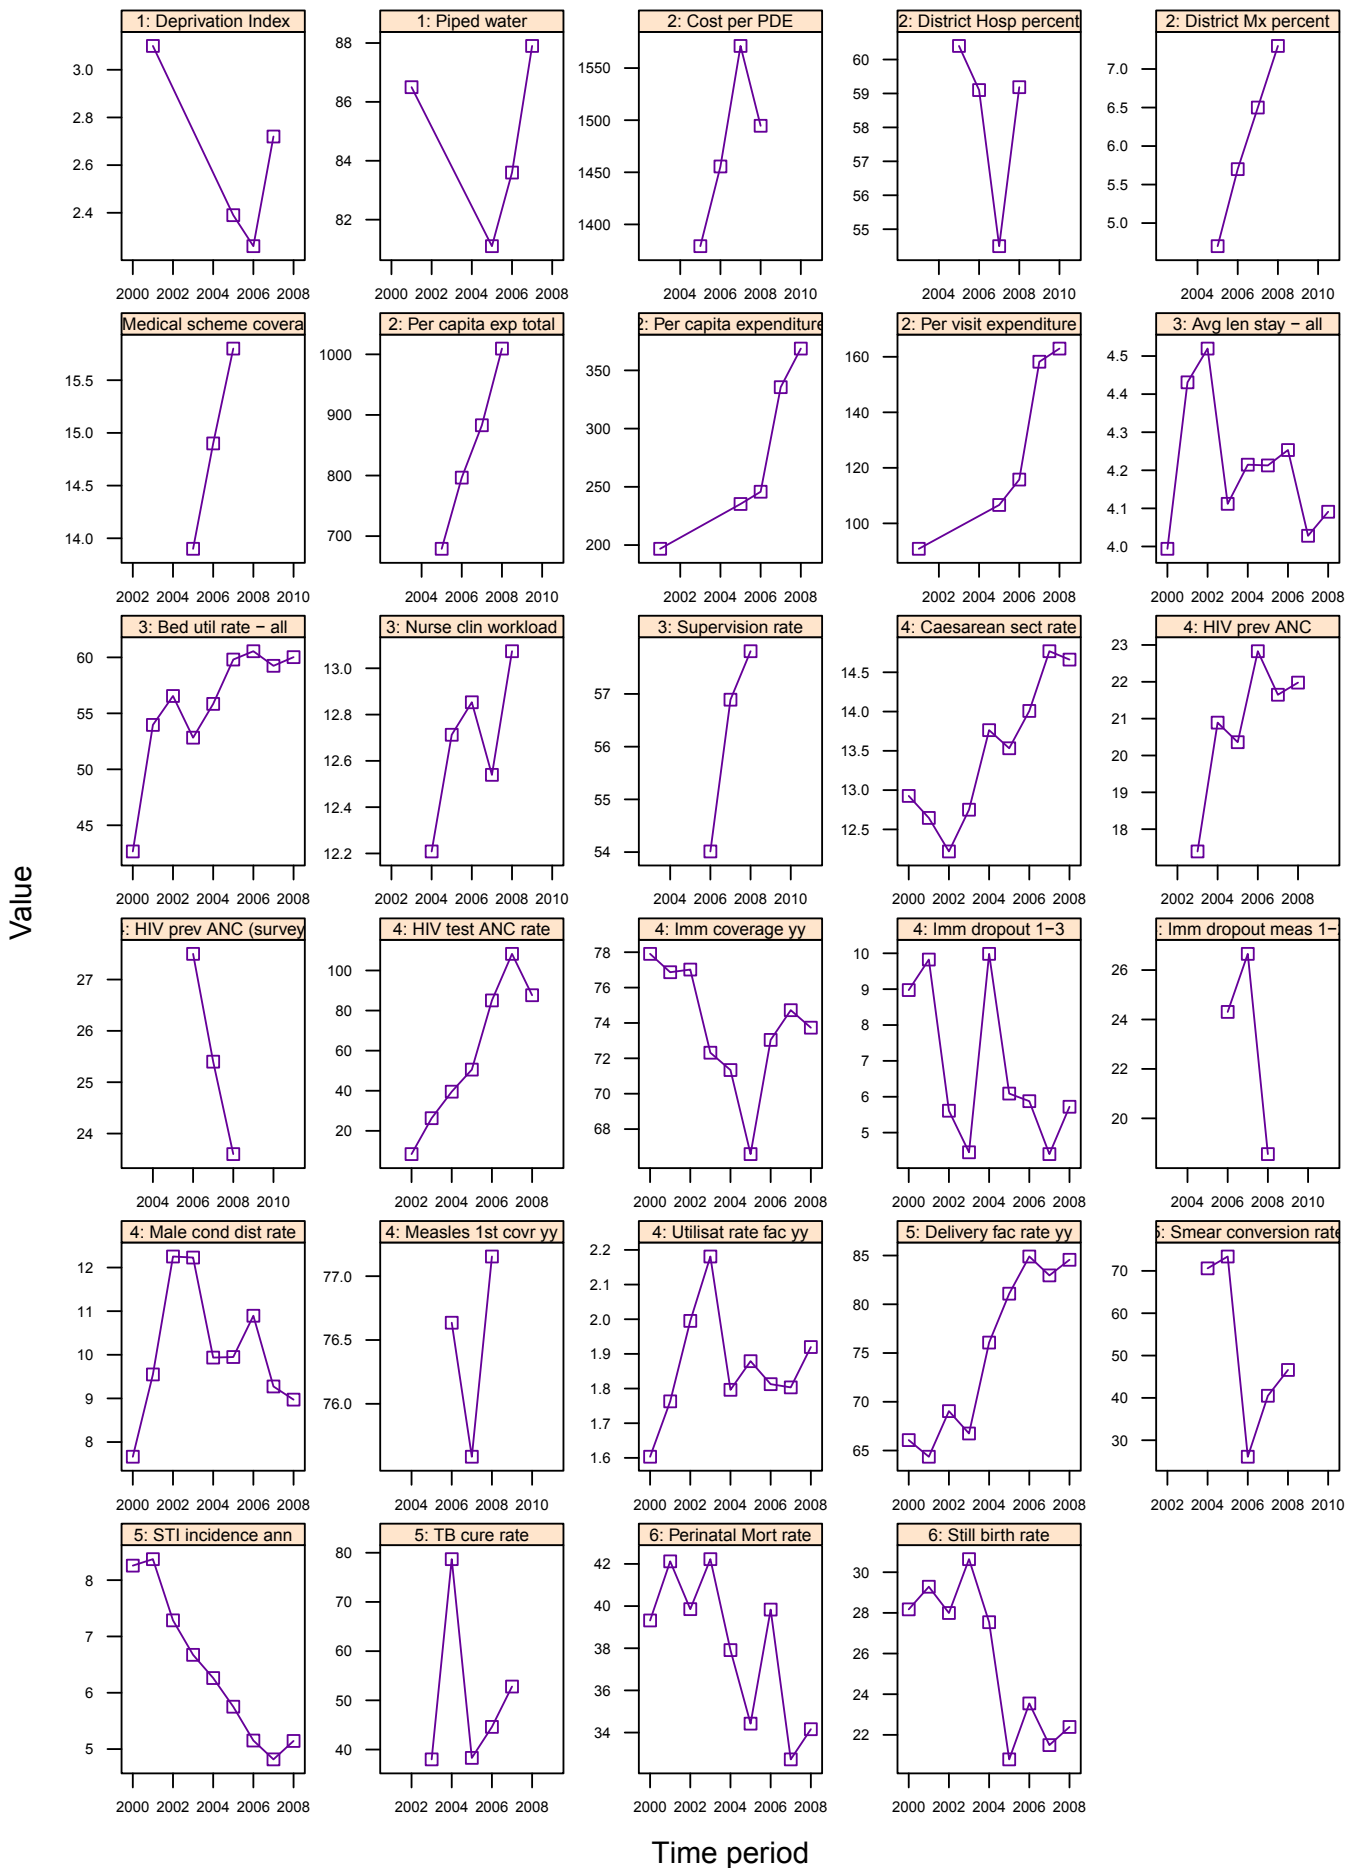 1: Deprivation Index 1: Piped water 2: Cost per PDE 2: District Hosp percent 2: District Mx percent
3.0 2.8 2.6 2.4
88 86 84 82
1550 1500 1450 1400
60 59 58 57 56 55
7.0 6.5 6.0 5.5 5.0
2000 2002 2004 2006 2008 2000 2002 2004 2006 2008 2004 2006 2008 2010 2004 2006 2008 2010 2004 2006 2008 2010
Medical scheme covera 2: Per capita exp total 2: Per capita expenditure 2: Per visit expenditure 3: Avg len stay − all
15.5 15.0 14.5 14.0
1000 900 800 700
350 300 250 200
160 140 120 100
4.5 4.4 4.3 4.2 4.1 4.0
2002 2004 2006 2008 2010 2004 2006 2008 2010 2002 2004 2006 2008 2002 2004 2006 2008 2000 2002 2004 2006 2008
3: Bed util rate − all 3: Nurse clin workload 3: Supervision rate 4: Caesarean sect rate 4: HIV prev ANC
60 55 50 45
13.0 12.8 12.6 12.4 12.2
57 56 55 54
14.5 14.0 13.5 13.0 12.5
23 22 21 20 19 18
2000 2002 2004 2006 2008 2002 2004 2006 2008 2010 2004 2006 2008 2010 2000 2002 2004 2006 2008 2002 2004 2006 2008
Value
: HIV prev ANC (survey 4: HIV test ANC rate 4: Imm coverage yy 4: Imm dropout 1−3 : Imm dropout meas 1−
27 26 25 24
100 80 60 40 20
78 76 74 72 70 68
10 9 8 7 6 5
26 24 22 20
2004 2006 2008 2010 2002 2004 2006 2008 2000 2002 2004 2006 2008 2000 2002 2004 2006 2008 2004 2006 2008 2010
4: Male cond dist rate 4: Measles 1st covr yy 4: Utilisat rate fac yy 5: Delivery fac rate yy 5: Smear conversion rate
12 11 10 9 8
77.0 76.5 76.0
2.2 2.1 2.0 1.9 1.8 1.7 1.6
85 80 75 70 65
70 60 50 40 30
2000 2002 2004 2006 2008 2004 2006 2008 2010 2000 2002 2004 2006 2008 2000 2002 2004 2006 2008 2002 2004 2006 2008 2010
5: STI incidence ann 5: TB cure rate 6: Perinatal Mort rate 6: Still birth rate
8 7 6 5
80 70 60 50 40
42 40 38 36 34
30 28 26 24 22
2000 2002 2004 2006 2008 2002 2004 2006 2008 2000 2002 2004 2006 2008 2000 2002 2004 2006 2008
Time period